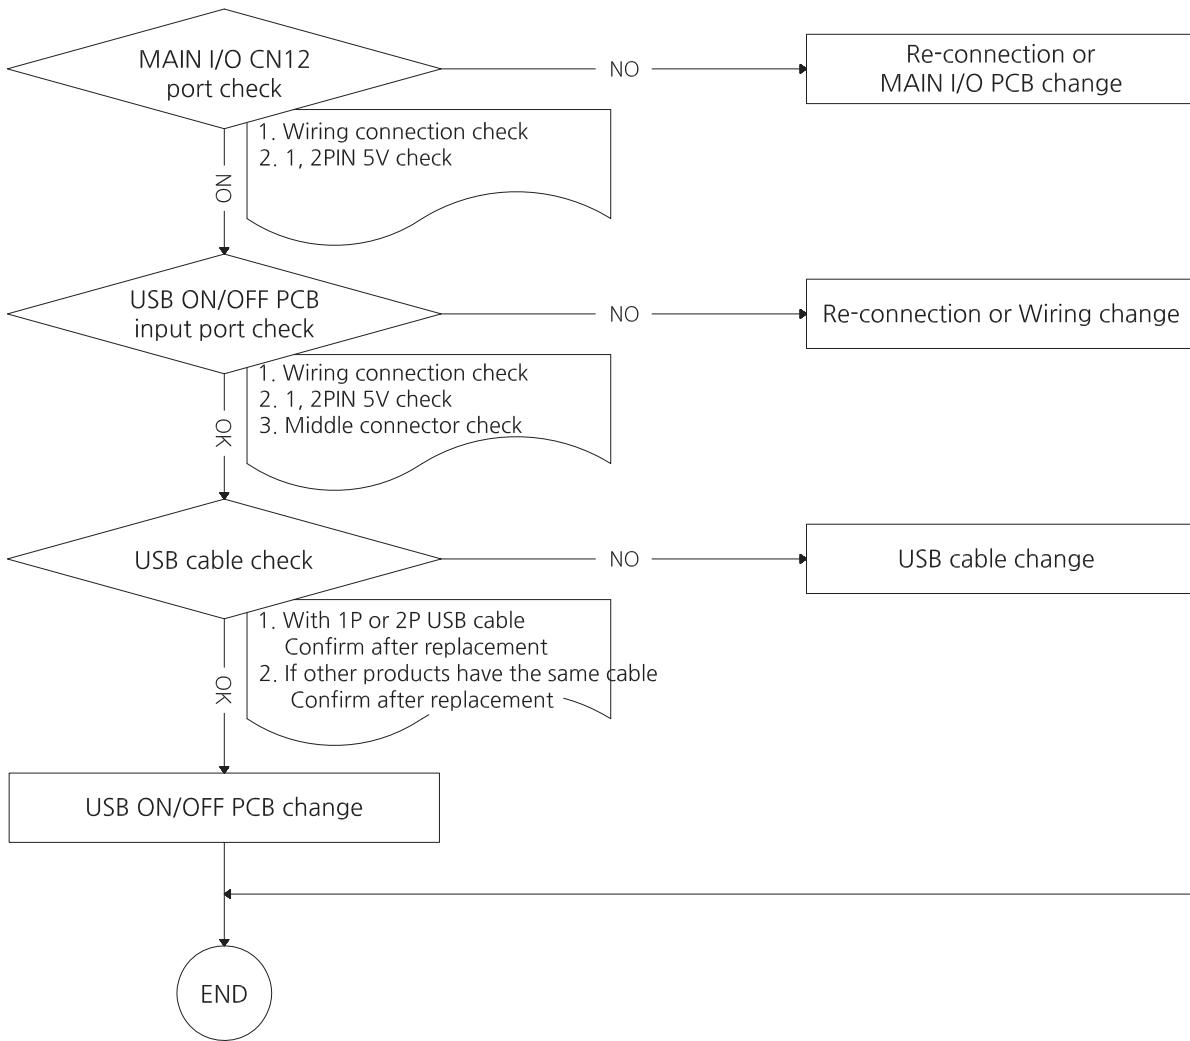 MAIN I/O CN12
port check
NO
Re-connection or
MAIN I/O PCB change
1. Wiring connection check
2. 1, 2PIN 5V check
NO
USB ON/OFF PCB
input port check
NO
Re-connection or Wiring change
1. Wiring connection check
2. 1, 2PIN 5V check
3. Middle connector check
OK
USB cable check
NO
USB cable change
1. With 1P or 2P USB cable
Confirm after replacement
2. If other products have the same cable
Confirm after replacement
OK
USB ON/OFF PCB change
END